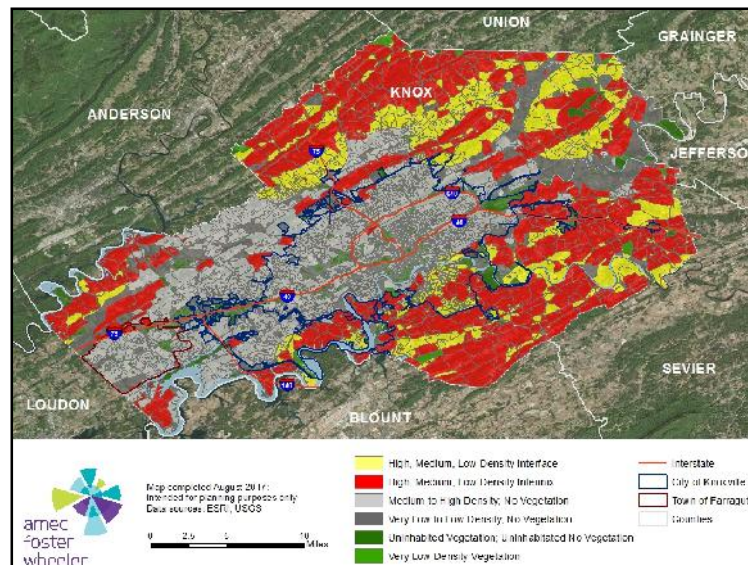 UNION
GRAINGER
KNOX
ANDERSON
JEFFERSO
75
640
40
40
75
140
SEVIER
LOUDON
BLOUNT
High, Medium, Low Density Interface
High, Medium, Low Density Intermix
Medium to High Density; No Vegetation
Very Low to Low Density, No Vegetation
Uninhabited Vegetation; Uninhabitated No Vegetation
Very Low Density Vegetation
Interstate
City of Knoxville
Town of Farragut
Counties
amec
foster
wheeler
Map completed August 2017;
Intended for planning purposes only
Data sources: ESRI, USGS
0 2.5 5 10
Miles